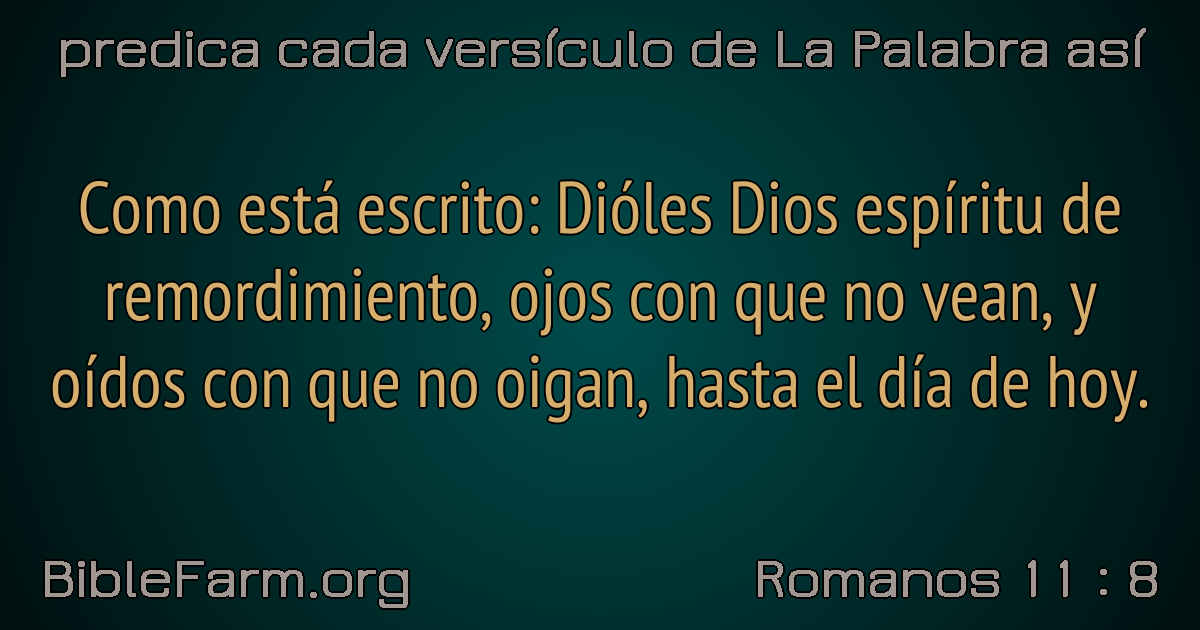 predica cada versículo de La Palabra así
Como está escrito: Dióles Dios espíritu de
remordimiento, ojos con que no vean, y
oídos con que no oigan, hasta el día de hoy.
BibleFarm.org
Romanos 11 : 8